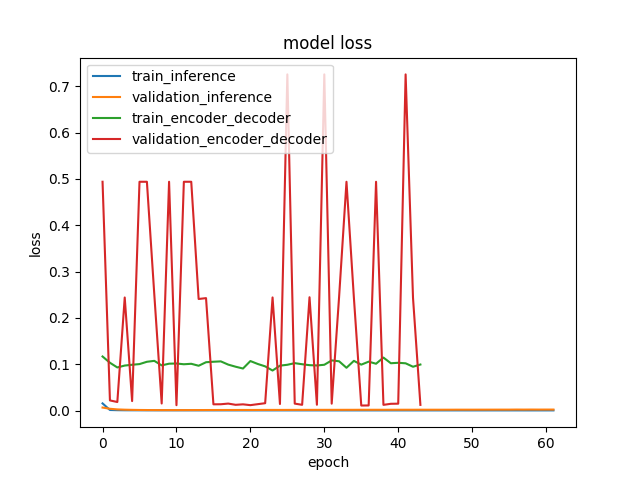 model loss
train_inference
validation_inference
train_encoder_decoder
validation_encoder_decoder
loss
0.7
0.6
0.5
0.4
0.3
0.2
0.1
0.0
0 10 20 30 40 50 60
epoch